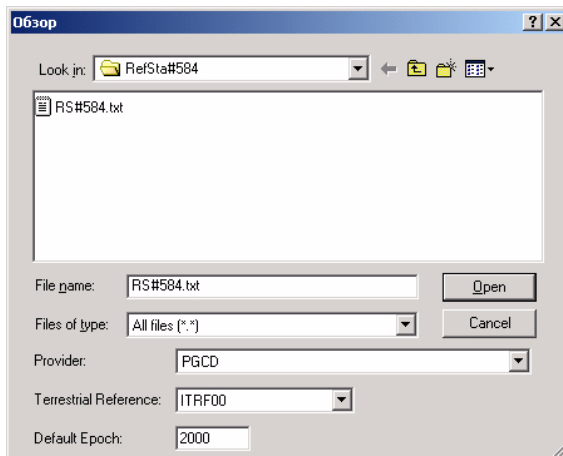 Обзор
Look in: RefSta#584
RS#584.txt
File name: RS#584.txt Open
Files of type: All files (*.*) Cancel
Provider: PGCD
Terrestrial Reference: ITRF00
Default Epoch: 2000